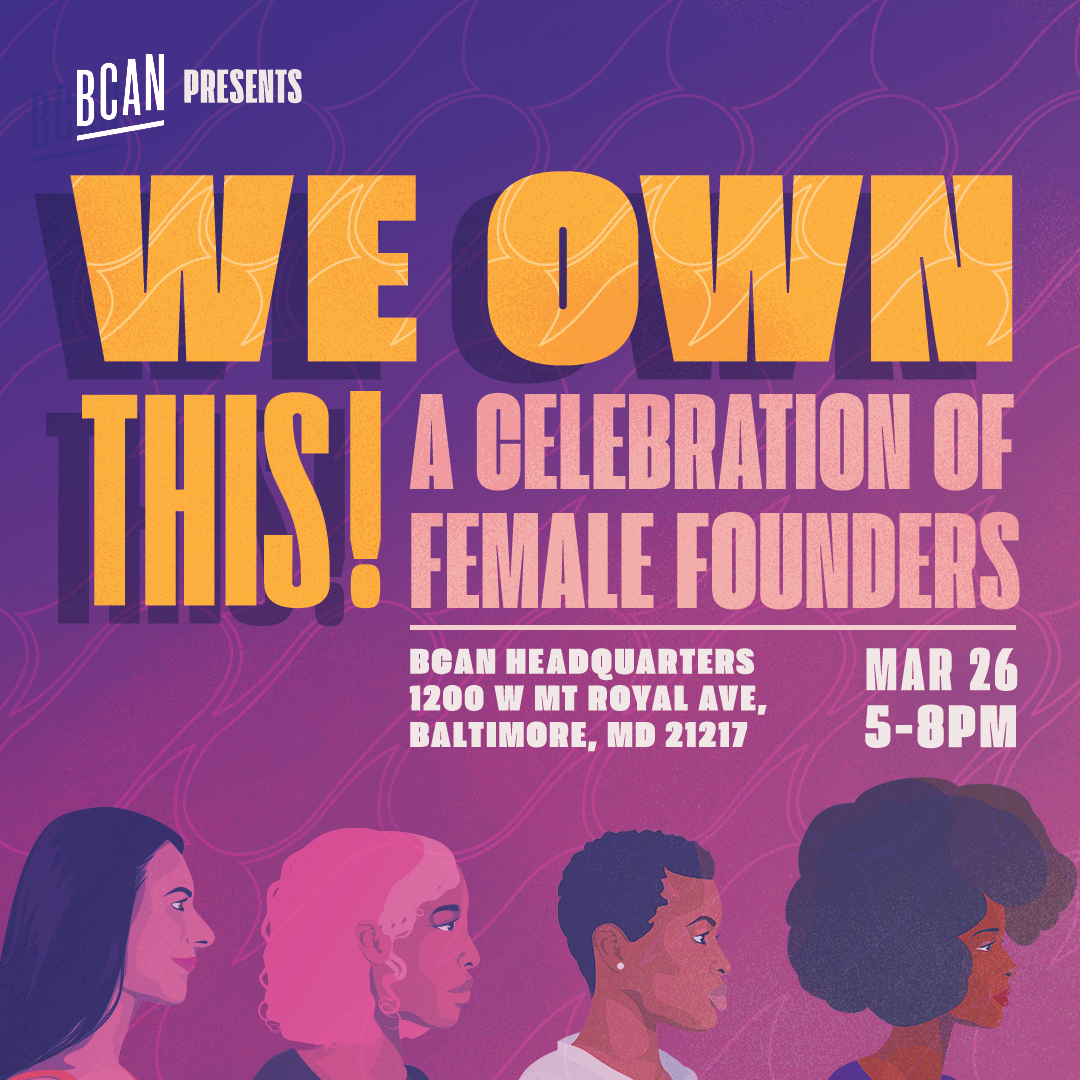 BCAN PRESENTS
WE OWN
THIS!
A CELEBRATION OF
FEMALE FOUNDERS
BCAN HEADQUARTERS
1200 W MT ROYAL AVE,
BALTIMORE, MD 21217
MAR 26
5-8PM